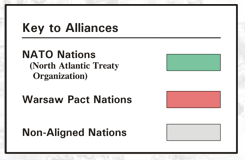 Key to Alliances
NATO Nations
(North Atlantic Treaty
Organization)
Warsaw Pact Nations
Non-Aligned Nations